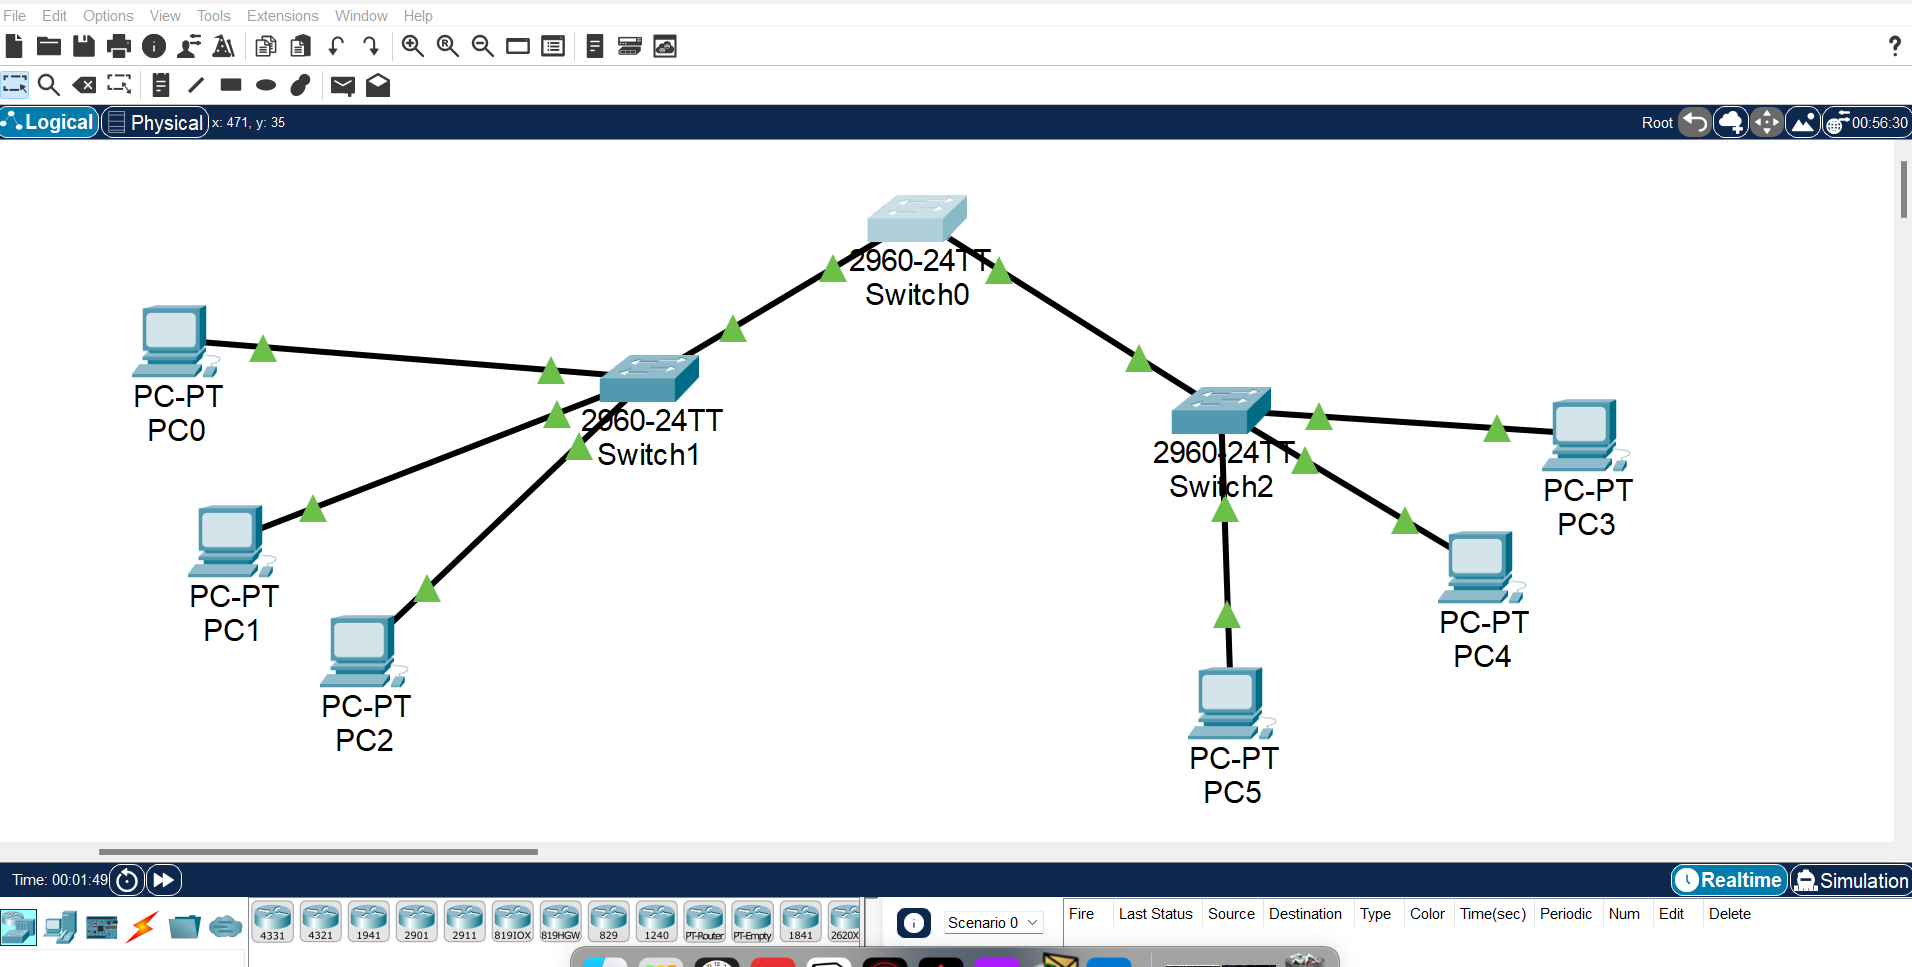 File Edit Options View Tools Extensions Window Help
?
Logical Physical x: 471, y: 35 Root 00:56:30
2960-24TT
Switch0
PC-PT
PC0
2960-24TT
Switch1
2960-24TT
Switch2
PC-PT
PC3
PC-PT
PC1
PC-PT
PC4
PC-PT
PC2
PC-PT
PC5
Time: 00:01:49 Realtime Simulation
4331 4321 1941 2901 2911 819IOX 819HGW 829 1240 PT-Router PT-Empty 1841 2620X
Scenario 0
Fire Last Status Source Destination Type Color Time(sec) Periodic Num Edit Delete